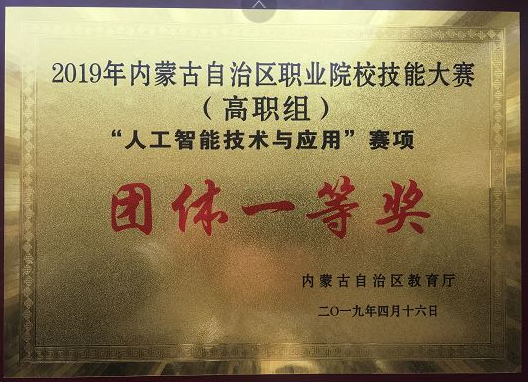 2019年内蒙古自治区职业院校技能大赛
（高职组）
“人工智能技术与应用”赛项
团体一等奖
内蒙古自治区教育厅
二〇一九年四月十六日